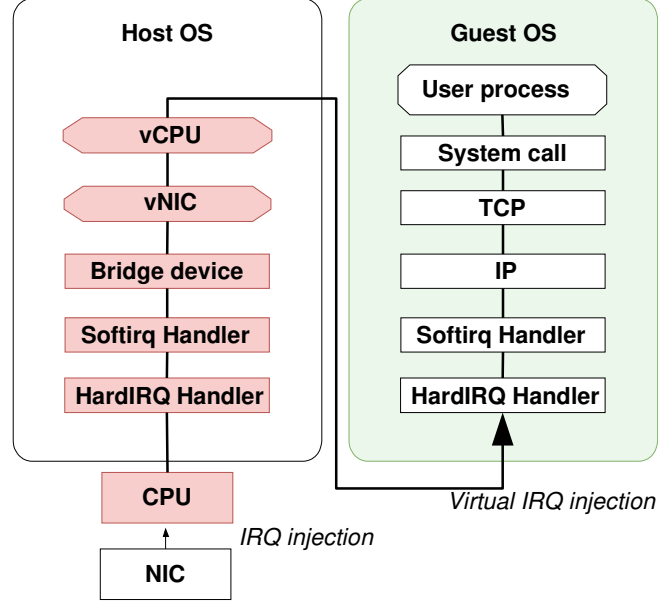 Host OS
vCPU
vNIC
Bridge device
Softirq Handler
HardIRQ Handler
CPU
IRQ injection
NIC
Guest OS
User process
System call
TCP
IP
Softirq Handler
HardIRQ Handler
Virtual IRQ injection